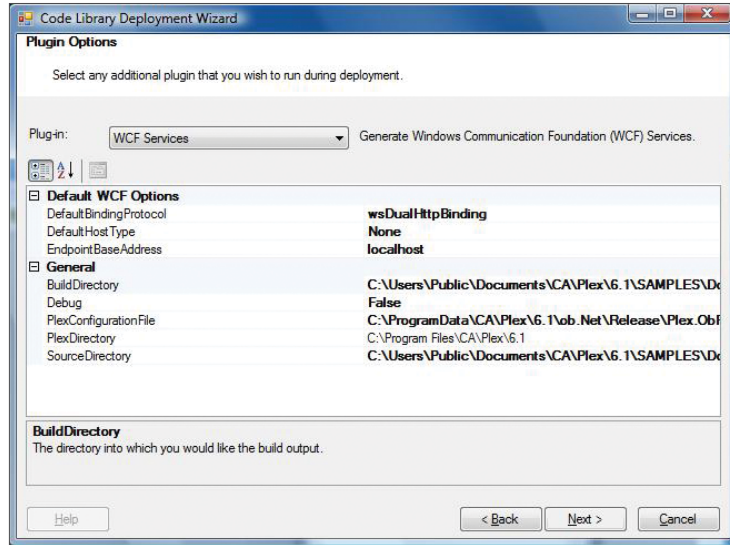 Code Library Deployment Wizard
Plugin Options
Select any additional plugin that you wish to run during deployment.
Plug-in: WCF Services Generate Windows Communication Foundation (WCF) Services.
Default WCF Options
DefaultBindingProtocol wsDualHttpBinding
DefaultHostType None
EndpointBaseAddress localhost
General
BuildDirectory C:\Users\Public\Documents\CA\Plex\6.1\SAMPLES\Do
Debug False
PlexConfigurationFile C:\ProgramData\CA\Plex\6.1\ob.Net\Release\Plex.ObF
PlexDirectory C:\Program Files\CA\Plex\6.1
SourceDirectory C:\Users\Public\Documents\CA\Plex\6.1\SAMPLES\Do
BuildDirectory
The directory into which you would like the build output.
Help < Back Next > Cancel